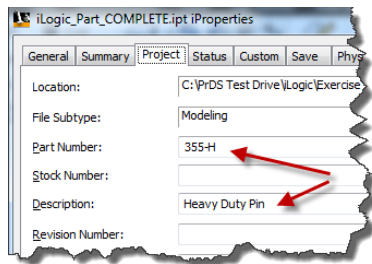 iLogic_Part_COMPLETE.ipt iProperties
General Summary Project Status Custom Save Phys
Location: C:\PrDS Test Drive\iLogic\Exercise
File Subtype: Modeling
Part Number: 355-H
Stock Number:
Description: Heavy Duty Pin
Revision Number: